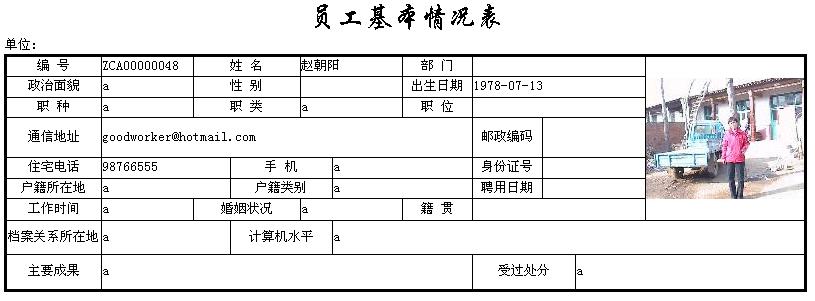 员工基本情况表
单位:
编 号 ZCA00000048 姓 名 赵朝阳 部 门
政治面貌 a 性 别 出生日期 1978-07-13
职 种 a 职 类 a 职 位
通信地址 goodworker@hotmail.com 邮政编码
住宅电话 98766555 手 机 a 身份证号
户籍所在地 a 户籍类别 a 聘用日期
工作时间 a 婚姻状况 a 籍 贯
档案关系所在地 a 计算机水平 a
主要成果 a 受过处分 a